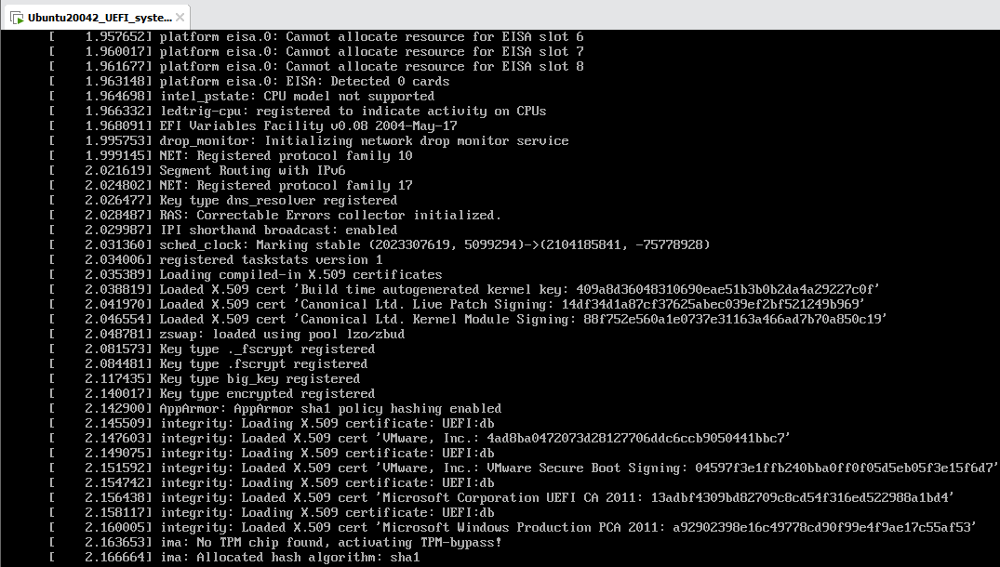 Ubuntu20042_UEFI_syste...
[    1.957652] platform eisa.0: Cannot allocate resource for EISA slot 6
[    1.960017] platform eisa.0: Cannot allocate resource for EISA slot 7
[    1.961677] platform eisa.0: Cannot allocate resource for EISA slot 8
[    1.963148] platform eisa.0: EISA: Detected 0 cards
[    1.964698] intel_pstate: CPU model not supported
[    1.966332] ledtrig-cpu: registered to indicate activity on CPUs
[    1.968091] EFI Variables Facility v0.08 2004-May-17
[    1.995753] drop_monitor: Initializing network drop monitor service
[    1.999145] NET: Registered protocol family 10
[    2.021619] Segment Routing with IPv6
[    2.024802] NET: Registered protocol family 17
[    2.026477] Key type dns_resolver registered
[    2.028487] RAS: Correctable Errors collector initialized.
[    2.029987] IPI shorthand broadcast: enabled
[    2.031360] sched_clock: Marking stable (2023307619, 5099294)->(2104185841, -75778928)
[    2.034006] registered taskstats version 1
[    2.035389] Loading compiled-in X.509 certificates
[    2.038819] Loaded X.509 cert 'Build time autogenerated kernel key: 409a8d36048310690eae51b3b0b2da4a29227c0f'
[    2.041970] Loaded X.509 cert 'Canonical Ltd. Live Patch Signing: 14df34d1a87cf37625abec039ef2bf521249b969'
[    2.046554] Loaded X.509 cert 'Canonical Ltd. Kernel Module Signing: 88f752e560a1e0737e31163a466ad7b70a850c19'
[    2.048781] zswap: loaded using pool lzo/zbud
[    2.081573] Key type ._fscrypt registered
[    2.084481] Key type .fscrypt registered
[    2.117435] Key type big_key registered
[    2.140017] Key type encrypted registered
[    2.142900] AppArmor: AppArmor sha1 policy hashing enabled
[    2.145509] integrity: Loading X.509 certificate: UEFI:db
[    2.147603] integrity: Loaded X.509 cert 'VMware, Inc.: 4ad8ba0472073d28127706ddc6ccb9050441bbc7'
[    2.149075] integrity: Loading X.509 certificate: UEFI:db
[    2.151592] integrity: Loaded X.509 cert 'VMware, Inc.: VMware Secure Boot Signing: 04597f3e1ffb240bba0ff0f05d5eb05f3e15f6d7'
[    2.154742] integrity: Loading X.509 certificate: UEFI:db
[    2.156438] integrity: Loaded X.509 cert 'Microsoft Corporation UEFI CA 2011: 13adbf4309bd82709c8cd54f316ed522988a1bd4'
[    2.158117] integrity: Loading X.509 certificate: UEFI:db
[    2.160005] integrity: Loaded X.509 cert 'Microsoft Windows Production PCA 2011: a92902398e16c49778cd90f99e4f9ae17c55af53'
[    2.163653] ima: No TPM chip found, activating TPM-bypass!
[    2.166664] ima: Allocated hash algorithm: sha1